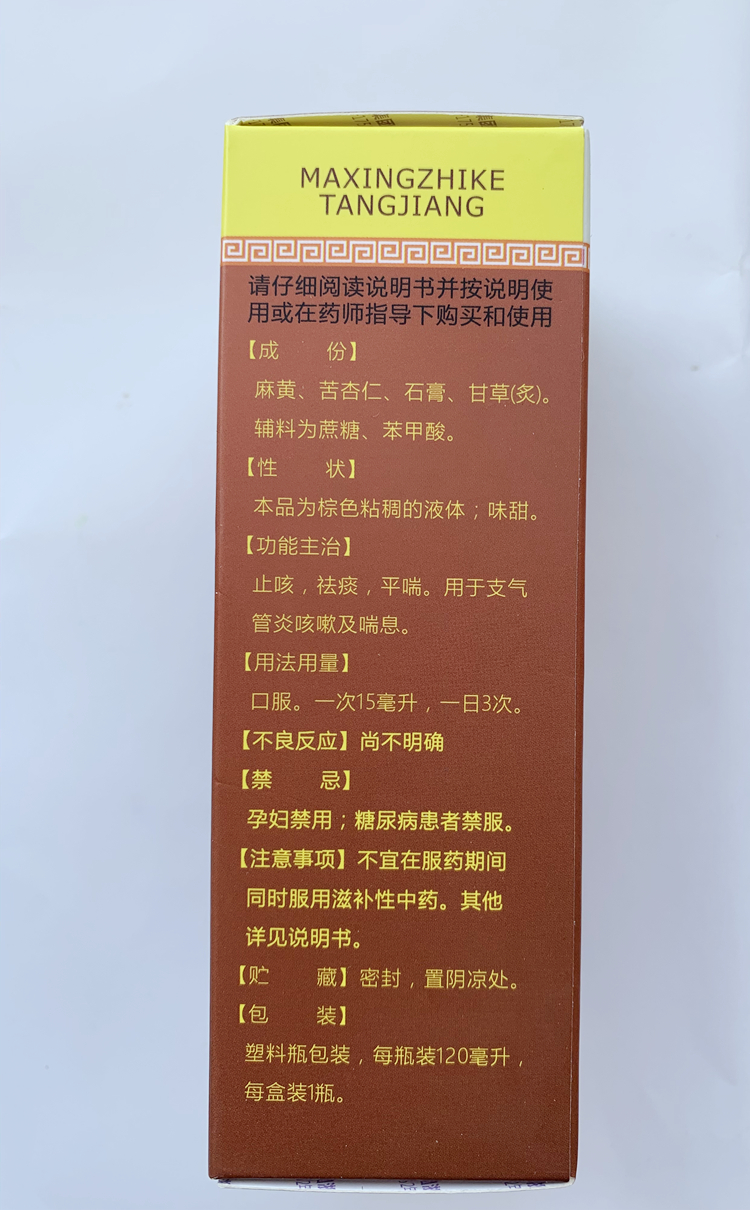 MAXINGZHIKE
TANGJIANG
请仔细阅读说明书并按说明使
用或在药师指导下购买和使用
【成 份】
麻黄、苦杏仁、石膏、甘草(炙)。
辅料为蔗糖、苯甲酸。
【性 状】
本品为棕色粘稠的液体；味甜。
【功能主治】
止咳，祛痰，平喘。用于支气
管炎咳嗽及喘息。
【用法用量】
口服。一次15毫升，一日3次。
【不良反应】尚不明确
【禁 忌】
孕妇禁用；糖尿病患者禁服。
【注意事项】不宜在服药期间
同时服用滋补性中药。其他
详见说明书。
【贮 藏】密封，置阴凉处。
【包 装】
塑料瓶包装，每瓶装120毫升，
每盒装1瓶。